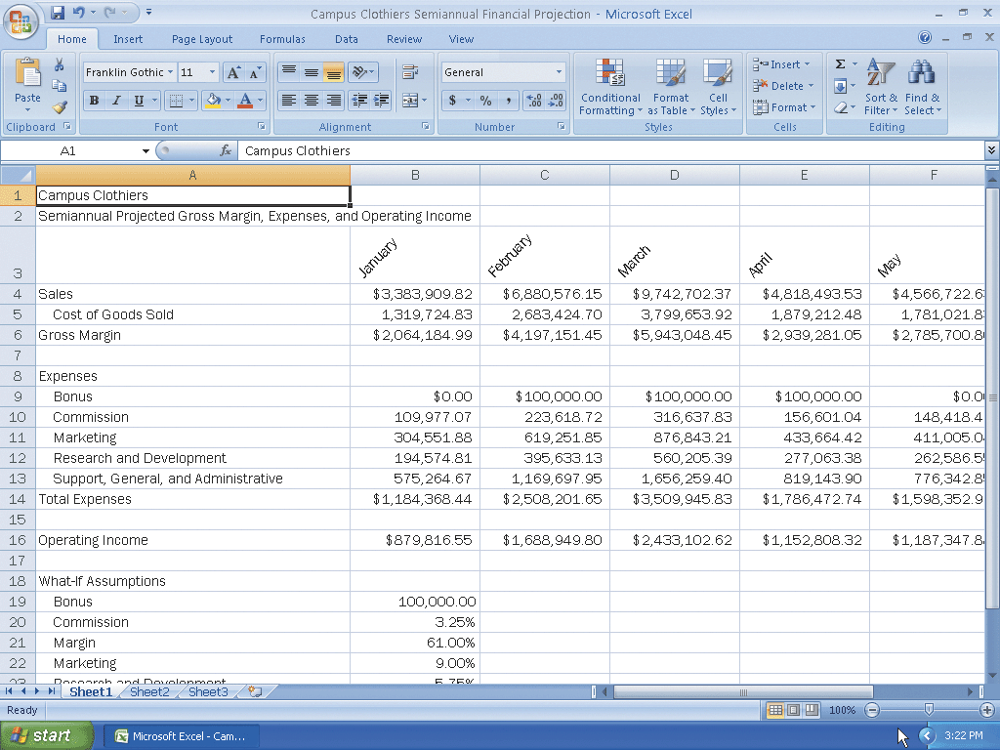 Campus Clothiers Semiannual Financial Projection - Microsoft Excel
Home Insert Page Layout Formulas Data Review View
Paste Franklin Gothic 11 A A General Conditional Formatting Format as Table Cell Styles Insert Delete Format Σ Sort & Filter Find & Select
B I U A $ % , .00 .00
Clipboard Font Alignment Number Styles Cells Editing
A1 fx Campus Clothiers
A B C D E F
1 Campus Clothiers
2 Semiannual Projected Gross Margin, Expenses, and Operating Income
3 January February March April May
4 Sales $3,383,909.82 $6,880,576.15 $9,742,702.37 $4,818,493.53 $4,566,722.6
5 Cost of Goods Sold 1,319,724.83 2,683,424.70 3,799,653.92 1,879,212.48 1,781,021.8
6 Gross Margin $2,064,184.99 $4,197,151.45 $5,943,048.45 $2,939,281.05 $2,785,700.8
7
8 Expenses
9 Bonus $0.00 $100,000.00 $100,000.00 $100,000.00 $0.0
10 Commission 109,977.07 223,618.72 316,637.83 156,601.04 148,418.4
11 Marketing 304,551.88 619,251.85 876,843.21 433,664.42 411,005.0
12 Research and Development 194,574.81 395,633.13 560,205.39 277,063.38 262,586.5
13 Support, General, and Administrative 575,264.67 1,169,697.95 1,656,259.40 819,143.90 776,342.8
14 Total Expenses $1,184,368.44 $2,508,201.65 $3,509,945.83 $1,786,472.74 $1,598,352.9
15
16 Operating Income $879,816.55 $1,688,949.80 $2,433,102.62 $1,152,808.32 $1,187,347.8
17
18 What-If Assumptions
19 Bonus 100,000.00
20 Commission 3.25%
21 Margin 61.00%
22 Marketing 9.00%
23 Research and Development 5.75%
Sheet1 Sheet2 Sheet3
Ready 100%
start Microsoft Excel - Cam... 3:22 PM